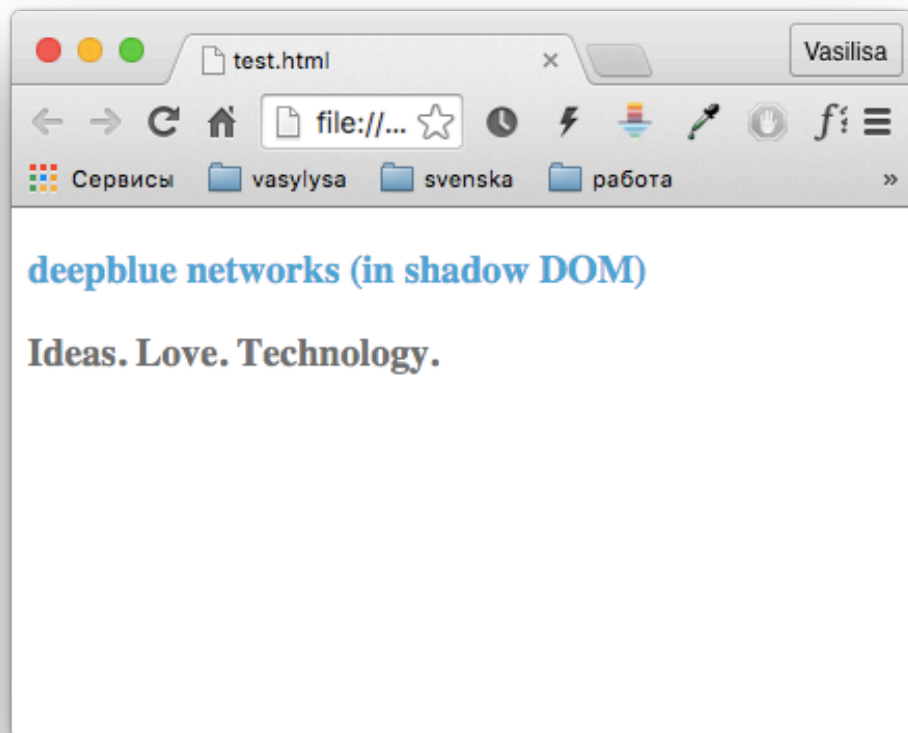 test.html
Vasilisa
file://...
Сервисы vasylysa svenska работа »
deepblue networks (in shadow DOM)
Ideas. Love. Technology.